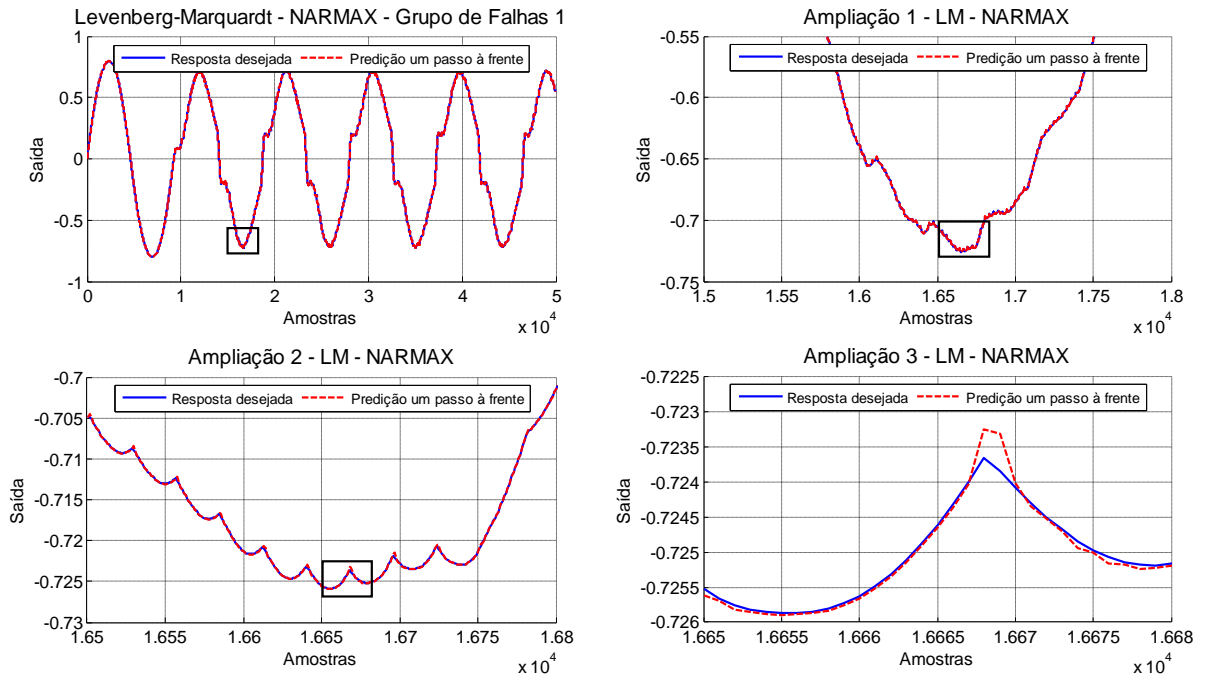 Levenberg-Marquardt - NARMAX - Grupo de Falhas 1
Resposta desejada Predição um passo à frente
Saída
1
0.5
0
-0.5
-1
0 1 2 3 4 5
Amostras
x 10^4
Ampliação 1 - LM - NARMAX
Resposta desejada Predição um passo à frente
Saída
-0.55
-0.6
-0.65
-0.7
-0.75
1.5 1.55 1.6 1.65 1.7 1.75 1.8
Amostras
x 10^4
Ampliação 2 - LM - NARMAX
Resposta desejada Predição um passo à frente
Saída
-0.7
-0.705
-0.71
-0.715
-0.72
-0.725
-0.73
1.65 1.655 1.66 1.665 1.67 1.675 1.68
Amostras
x 10^4
Ampliação 3 - LM - NARMAX
Resposta desejada Predição um passo à frente
Saída
-0.7225
-0.723
-0.7235
-0.724
-0.7245
-0.725
-0.7255
-0.726
1.665 1.6655 1.666 1.6665 1.667 1.6675 1.668
Amostras
x 10^4